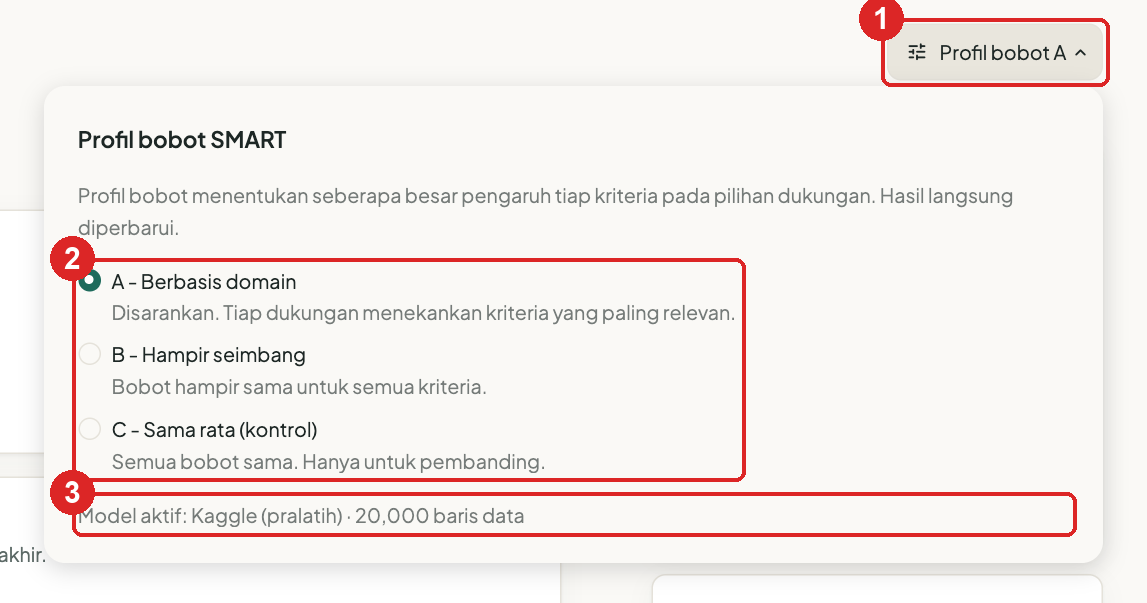 1
Profil bobot A
Profil bobot SMART
Profil bobot menentukan seberapa besar pengaruh tiap kriteria pada pilihan dukungan. Hasil langsung
diperbarui.
2
A - Berbasis domain
Disarankan. Tiap dukungan menekankan kriteria yang paling relevan.
B - Hampir seimbang
Bobot hampir sama untuk semua kriteria.
C - Sama rata (kontrol)
Semua bobot sama. Hanya untuk pembanding.
3
Model aktif: Kaggle (pralatih) · 20,000 baris data
akhir.